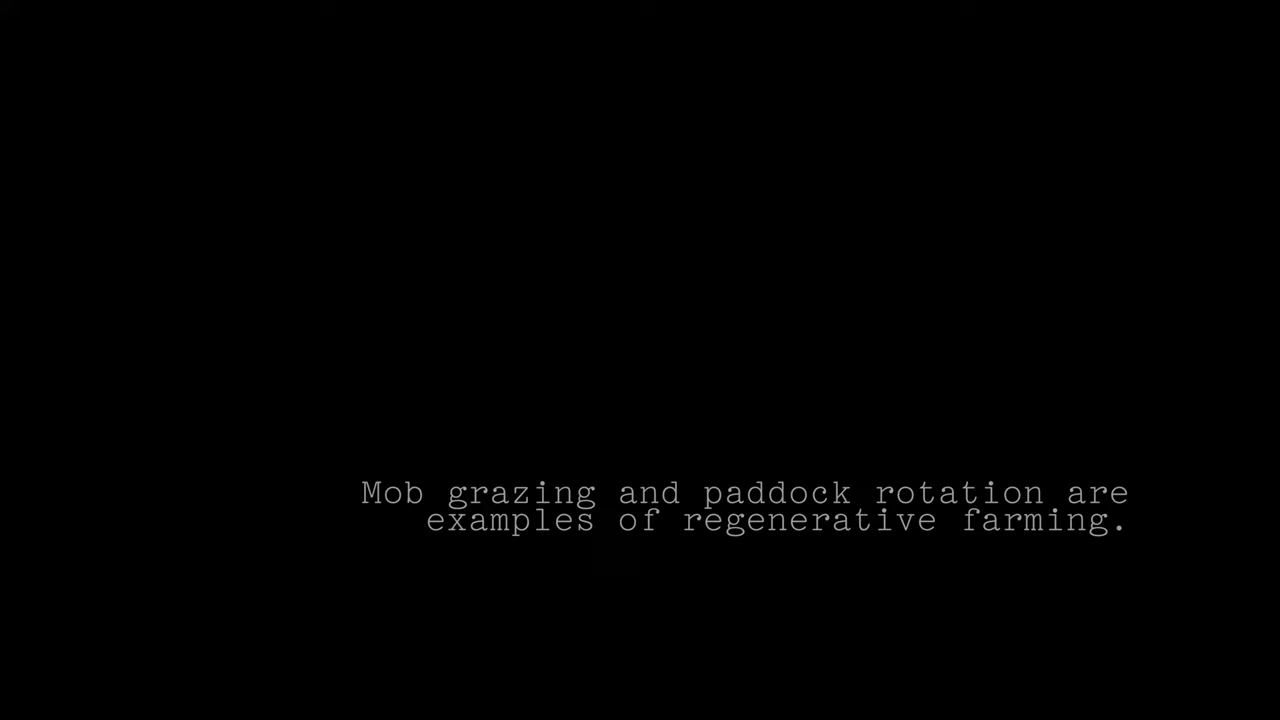 Mob grazing and paddock rotation are
examples of regenerative farming.